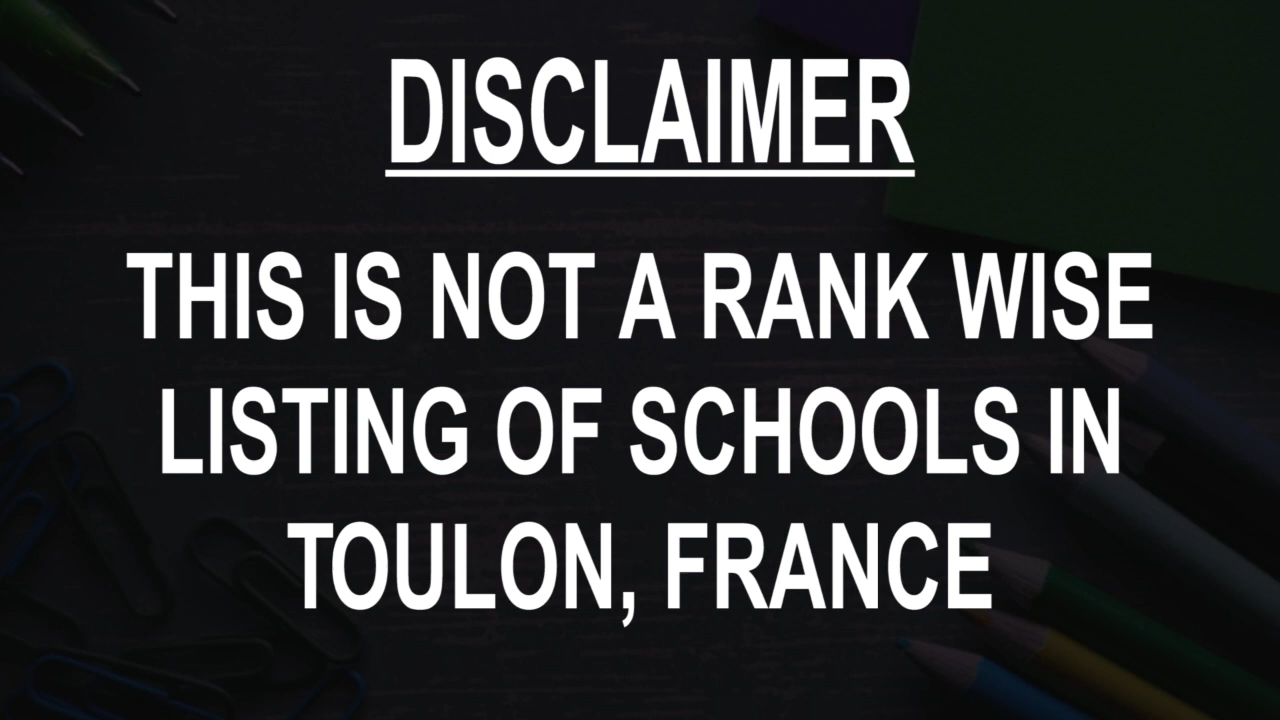 DISCLAIMER
THIS IS NOT A RANK WISE
LISTING OF SCHOOLS IN
TOULON, FRANCE